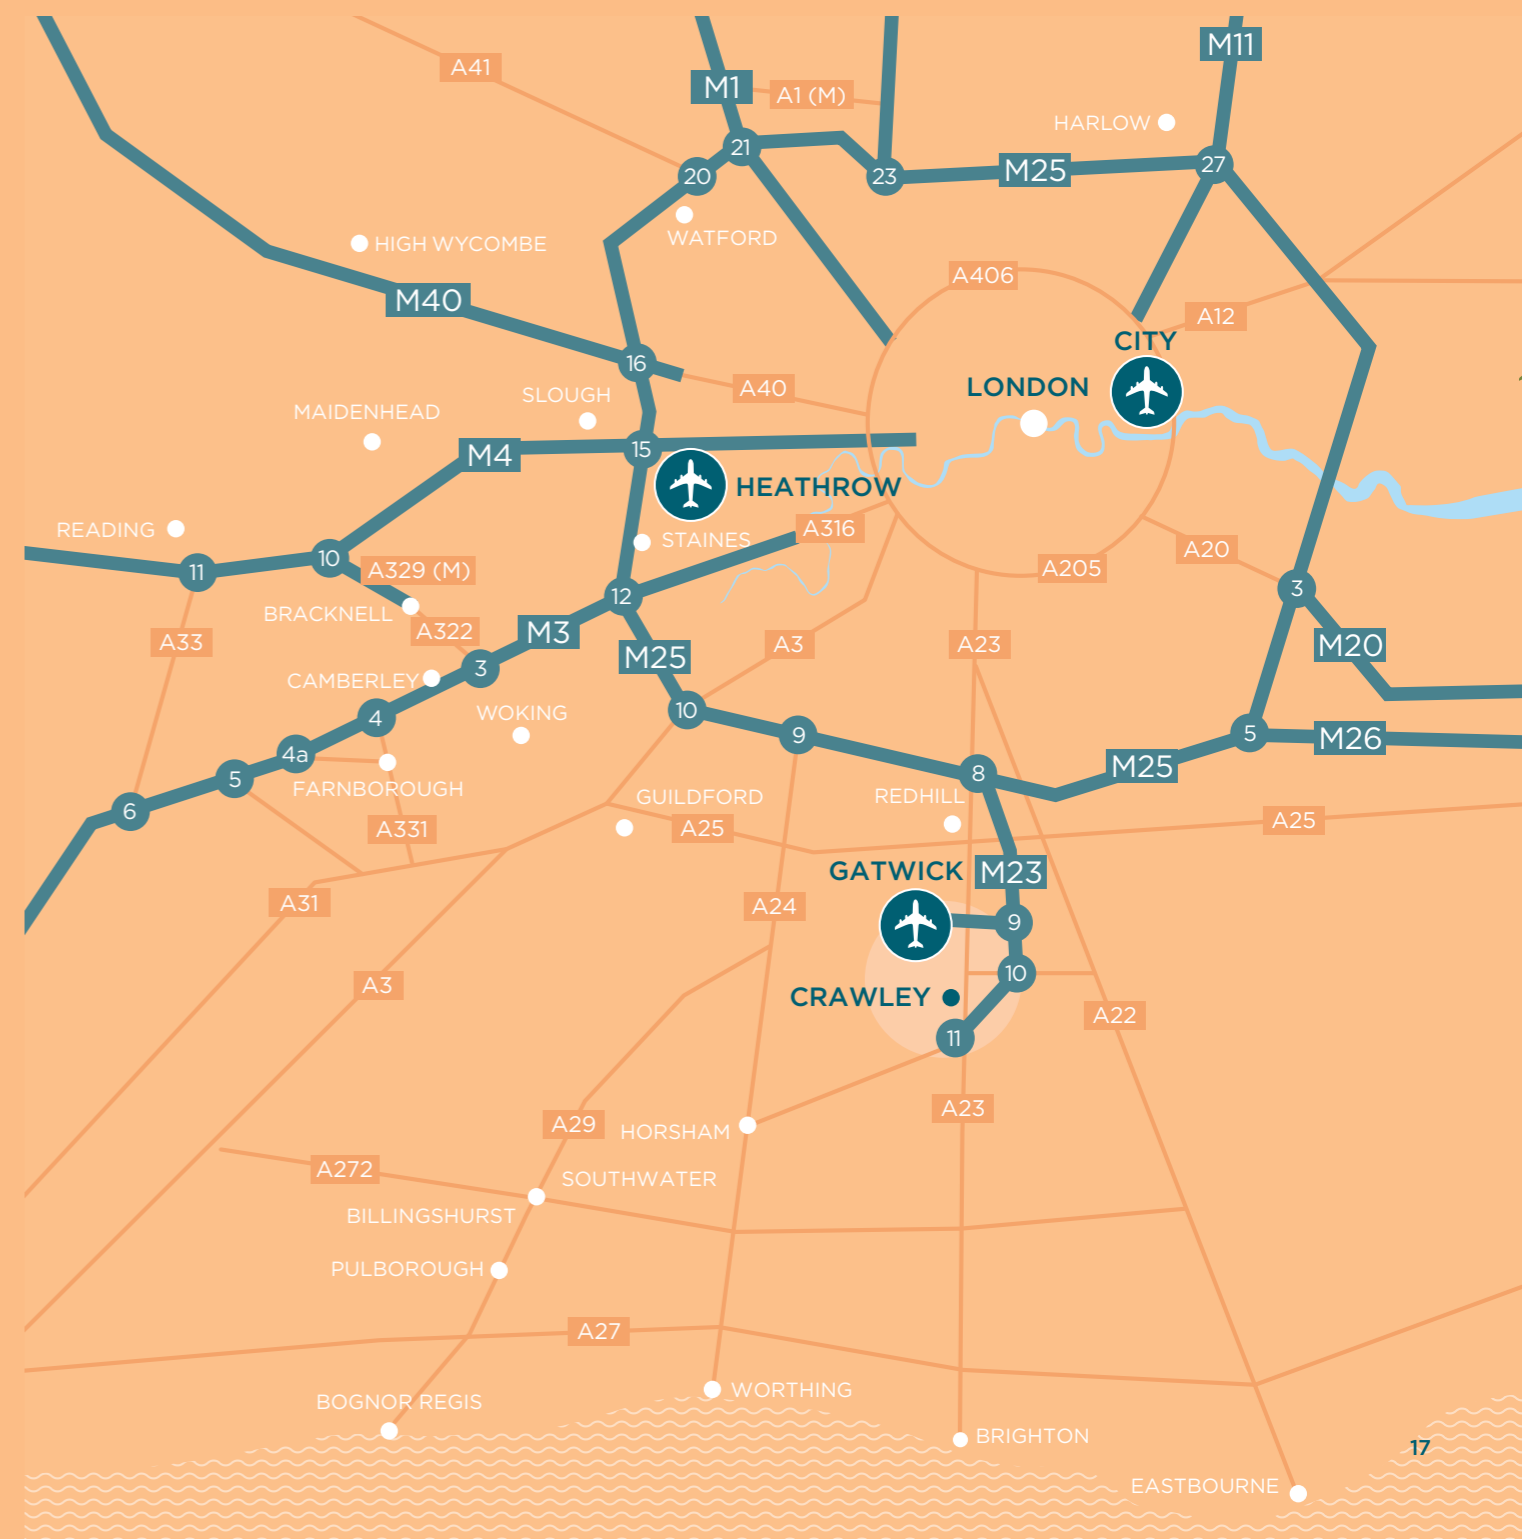 M11
A41
M1
A1 (M)
HARLOW
21
27
23
M25
20
WATFORD
HIGH WYCOMBE
A406
M40
A12
CITY
16
SLOUGH
A40
LONDON
MAIDENHEAD
M4
15
HEATHROW
READING
A316
STAINES
A20
10
A329 (M)
A205
11
12
3
BRACKNELL
A322
M3
A33
A3
A23
M20
M25
3
CAMBERLEY
10
WOKING
4
9
5
M26
4a
8
M25
5
FARNBOROUGH
GUILDFORD
REDHILL
6
A331
A25
A25
GATWICK
M23
A31
A24
9
10
A3
CRAWLEY
A22
11
A23
A29
HORSHAM
A272
SOUTHWATER
BILLINGSHURST
PULBOROUGH
A27
WORTHING
BOGNOR REGIS
BRIGHTON
17
EASTBOURNE